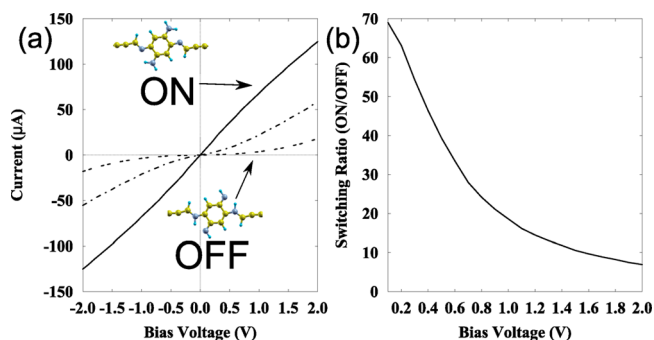 (a)
(b)
150
100
50
0
-50
-100
-150
Current (μA)
ON
OFF
-2.0 -1.5 -1.0 -0.5 0.0 0.5 1.0 1.5 2.0
Bias Voltage (V)
70
60
50
40
30
20
10
0
Switching Ratio (ON/OFF)
0.2 0.4 0.6 0.8 1.0 1.2 1.4 1.6 1.8 2.0
Bias Voltage (V)